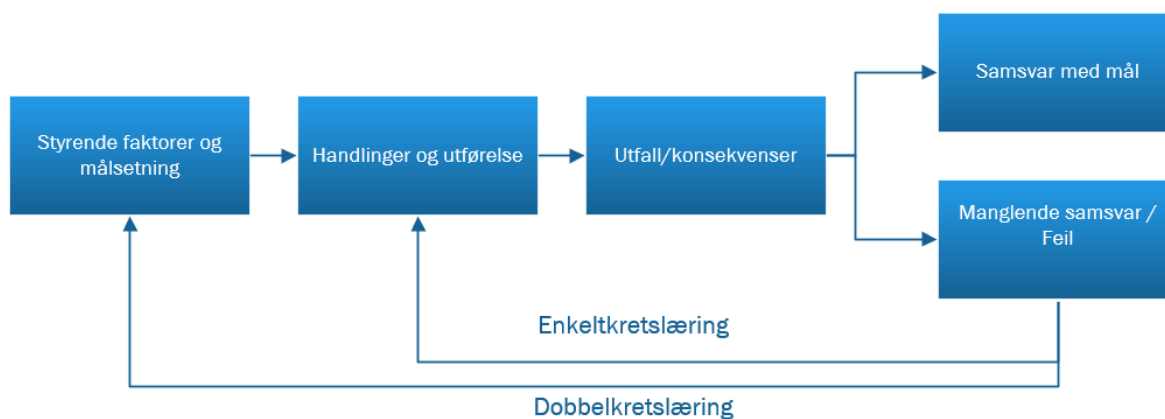 Samsvar med mål
Styrende faktorer og
målsetning
Handlinger og utførelse
Utfall/konsekvenser
Manglende samsvar /
Feil
Enkeltkretslæring
Dobbelkretslæring